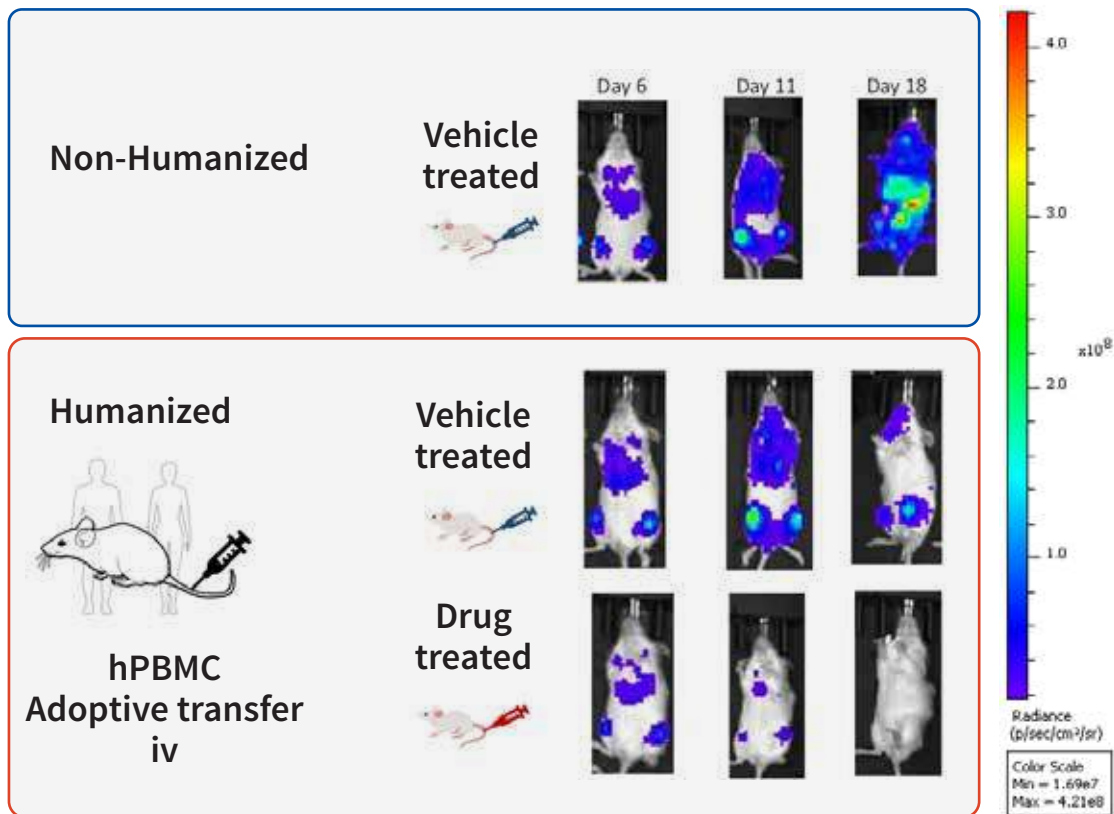 Non-Humanized
Vehicle
treated
Day 6
Day 11
Day 18
Humanized
hPBMC
Adoptive transfer
iv
Vehicle
treated
Drug
treated
4.0
3.0
x10⁸
2.0
1.0
Radiance
(p/sec/cm²/sr)
Color Scale
Min = 1.69e7
Max = 4.21e8